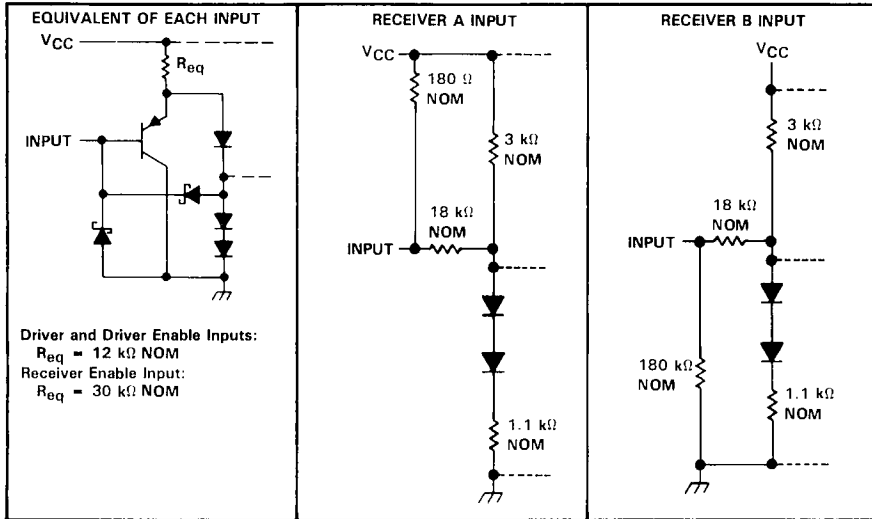 EQUIVALENT OF EACH INPUT
VCC
Req
INPUT
Driver and Driver Enable Inputs:
Req = 12 kΩ NOM
Receiver Enable Input:
Req = 30 kΩ NOM
RECEIVER A INPUT
VCC
180 Ω
NOM
3 kΩ
NOM
18 kΩ
NOM
INPUT
1.1 kΩ
NOM
RECEIVER B INPUT
VCC
3 kΩ
NOM
18 kΩ
NOM
INPUT
180 kΩ
NOM
1.1 kΩ
NOM